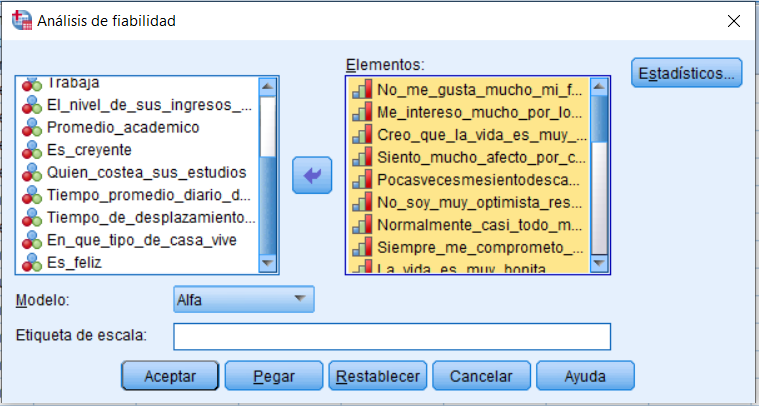 Análisis de fiabilidad
Trabaja
El_nivel_de_sus_ingresos_...
Promedio_academico
Es_creyente
Quien_costea_sus_estudios
Tiempo_promedio_diario_d...
Tiempo_de_desplazamiento...
En_que_tipo_de_casa_vive
Es_feliz
Elementos:
No_me_gusta_mucho_mi_f...
Me_intereso_mucho_por_lo...
Creo_que_la_vida_es_muy_...
Siento_mucho_afecto_por_c...
Pocasvecesmesientodesca...
No_soy_muy_optimista_res...
Normalmente_casi_todo_m...
Siempre_me_comprometo_...
La_vida_es_muy_bonita
Estadísticos...
Modelo:
Alfa
Etiqueta de escala:
Aceptar
Pegar
Restablecer
Cancelar
Ayuda